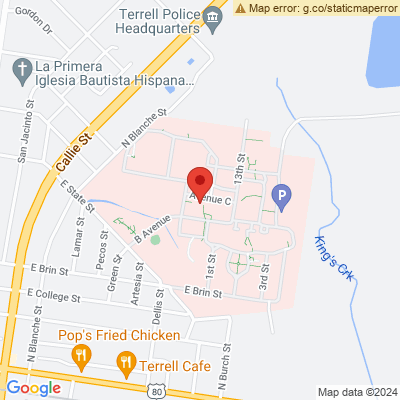 Gordon Dr
Terrell Police
Headquarters
Map error: g.co/staticmaperror
La Primera
Iglesia Bautista Hispana...
San Jacinto St
Callie St
N Blanche St
E State St
13th St
Avenue C
P
B Avenue
Lamar St
Pecos St
Green St
Artesia St
Dellis St
1st St
3rd St
King's Crk
E Brin St
E Brin St
E College St
N Blanche St
Pop's Fried Chicken
Terrell Cafe
N Burch St
80
Google
Map data ©2024